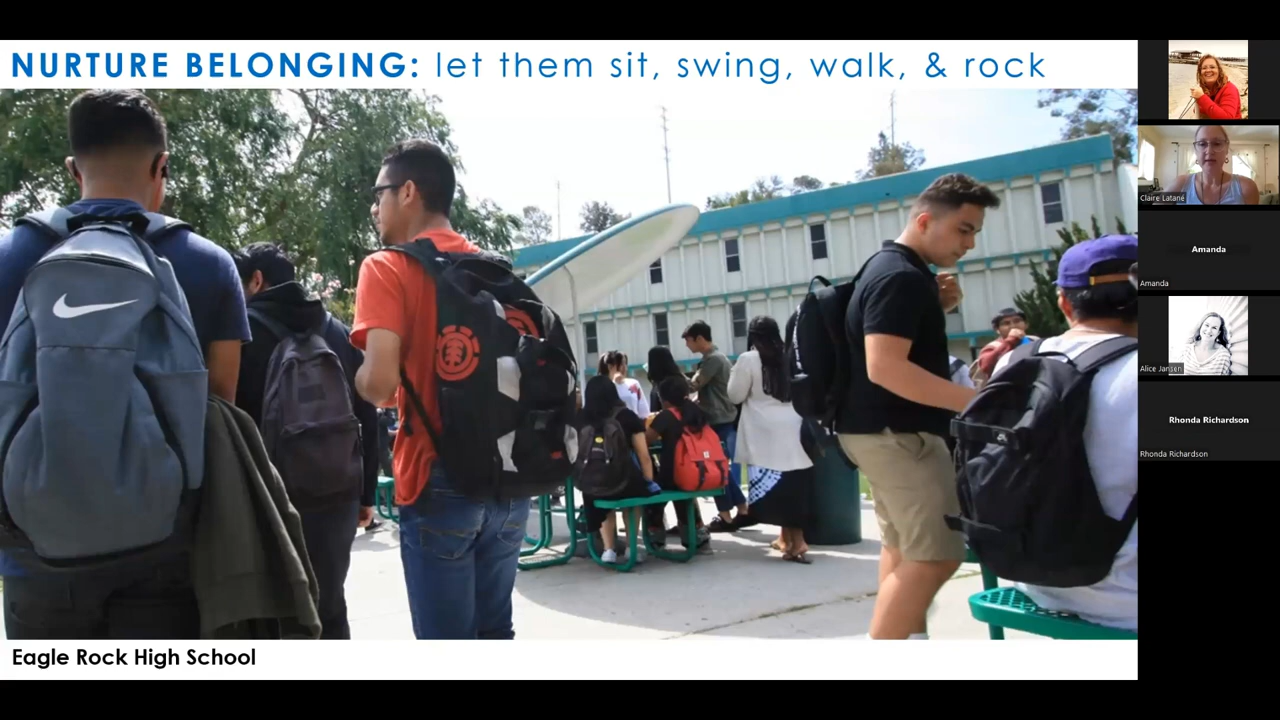 NURTURE BELONGING: let them sit, swing, walk, & rock
Eagle Rock High School
Claire Latané
Amanda
Amanda
Alice Jansen
Rhonda Richardson
Rhonda Richardson